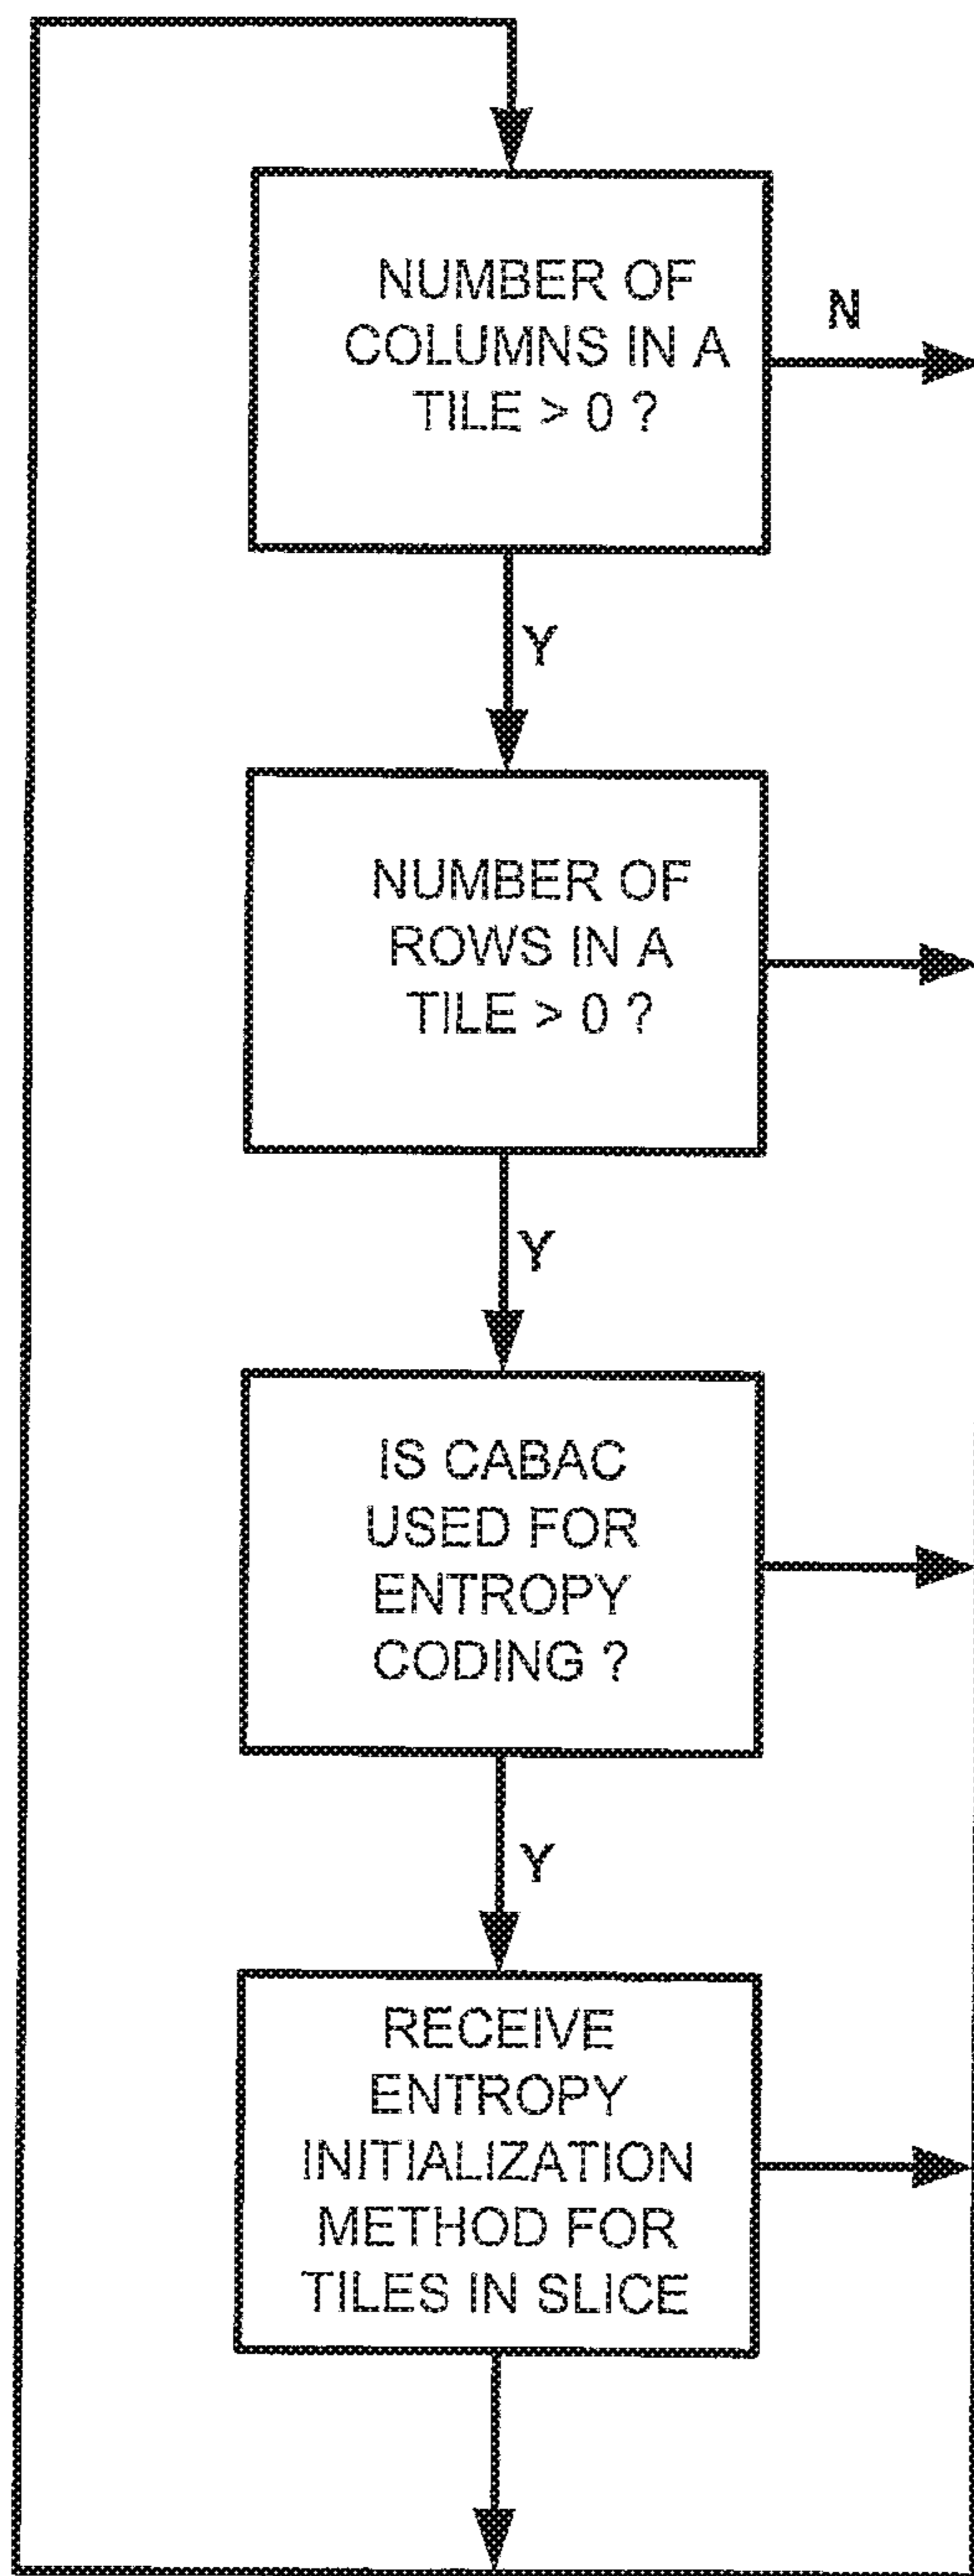 NUMBER OF
COLUMNS IN A
TILE > 0 ?
N
Y
NUMBER OF
ROWS IN A
TILE > 0 ?
Y
IS CABAC
USED FOR
ENTROPY
CODING ?
Y
RECEIVE
ENTROPY
INITIALIZATION
METHOD FOR
TILES IN SLICE